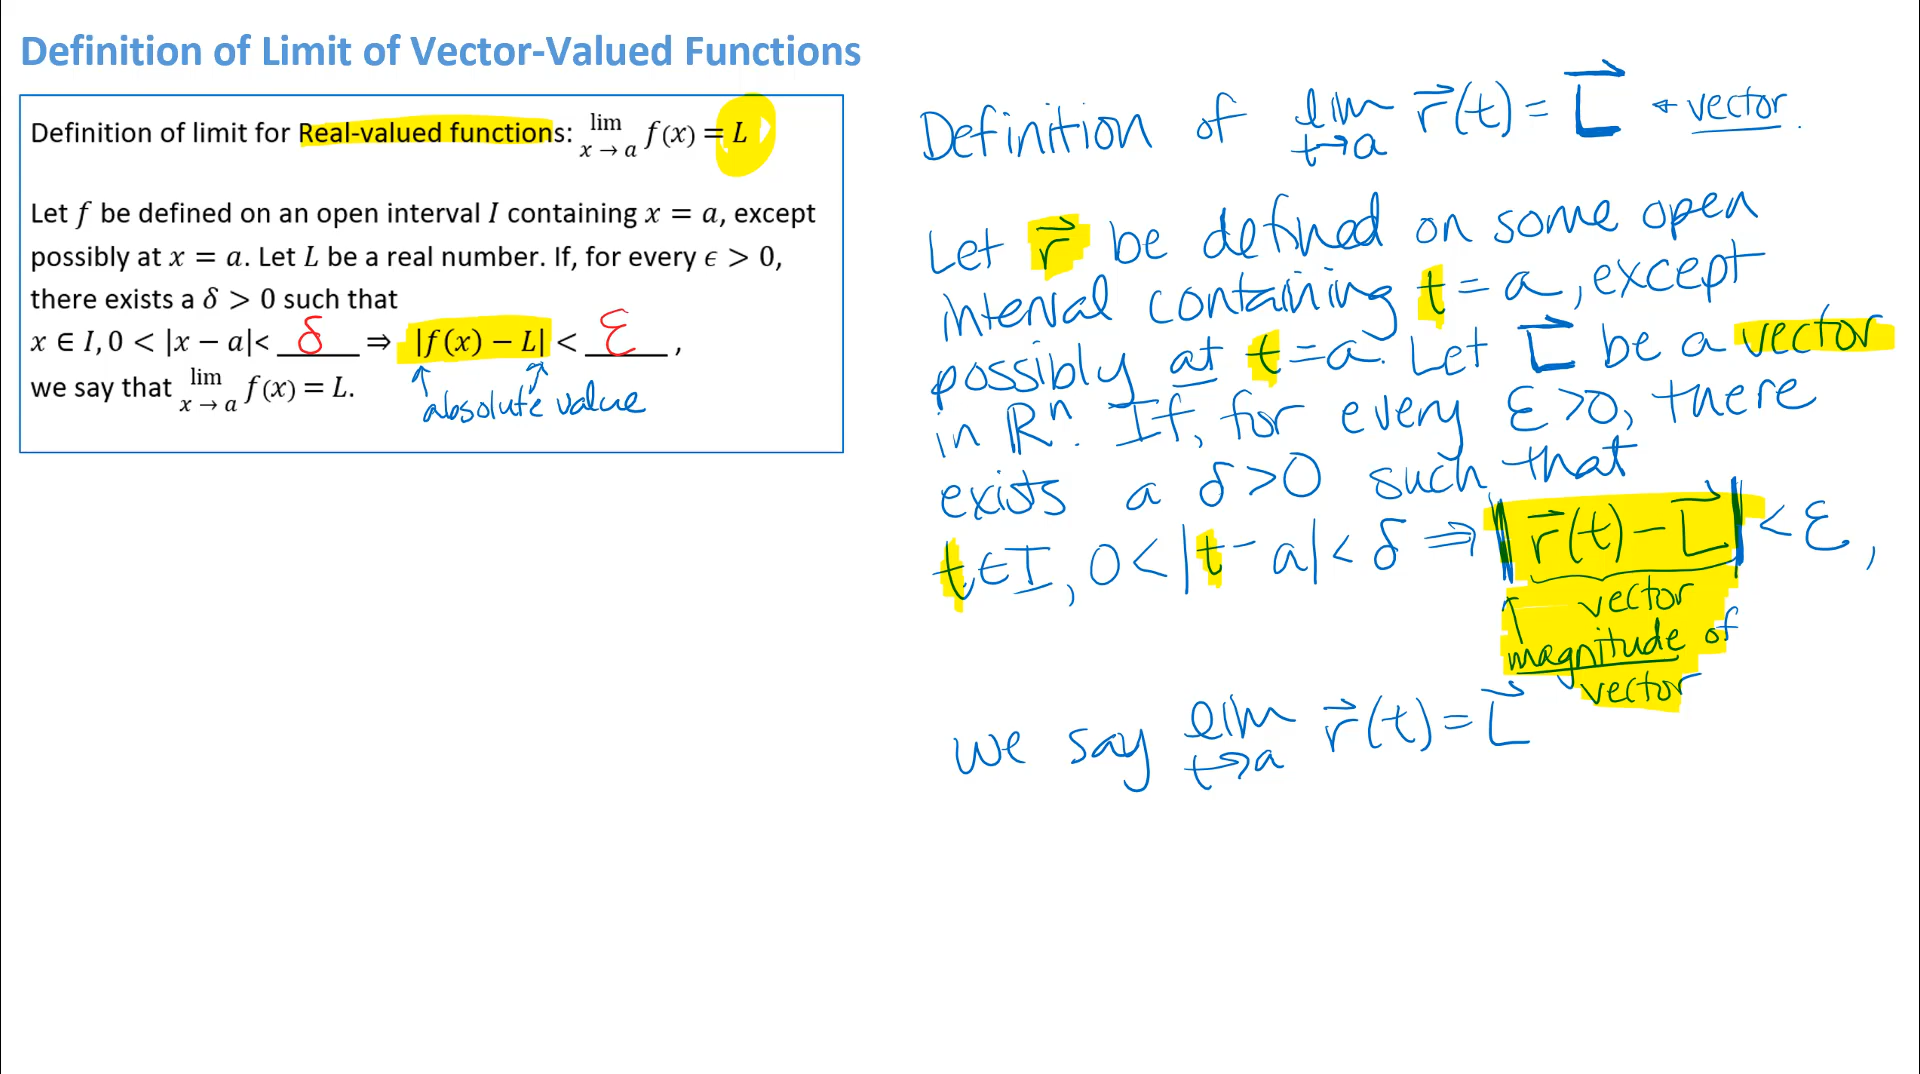 Definition of Limit of Vector-Valued Functions
Definition of limit for Real-valued functions: lim x → a f(x) = L
Let f be defined on an open interval I containing x = a, except
possibly at x = a. Let L be a real number. If, for every ϵ > 0,
there exists a δ > 0 such that
x ∈ I, 0 < |x − a| < δ ⇒ |f(x) − L| < ε ,
we say that lim x → a f(x) = L.
absolute value
Definition of lim t→a r⃗(t) = L⃗ ← vector.
Let r⃗ be defined on some open
interval containing t = a, except
possibly at t = a. Let L⃗ be a vector
in ℝⁿ. If, for every ε > 0, there
exists a δ > 0 such that
t ∈ I, 0 < |t − a| < δ ⇒ ‖r⃗(t) − L⃗‖ < ε ,
vector
magnitude of
vector
we say lim t→a r⃗(t) = L⃗